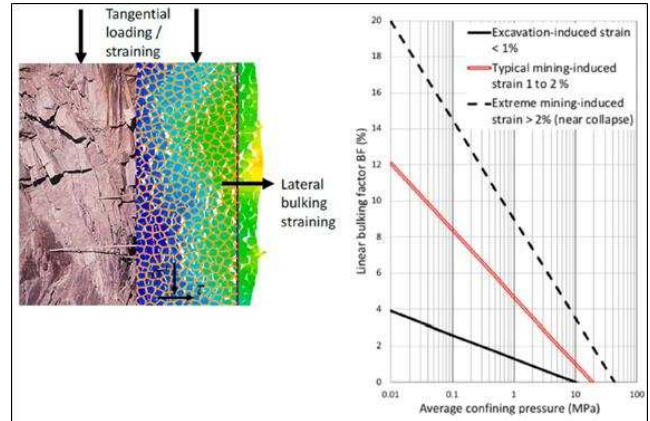 Tangential
loading /
straining
Lateral
bulking
straining
Linear bulking factor BF (%)
20
18
16
14
12
10
8
6
4
2
0
Excavation-induced strain
< 1%
Typical mining-induced
strain 1 to 2 %
Extreme mining-induced
strain > 2% (near collapse)
0.01
0.1
1
10
100
Average confining pressure (MPa)